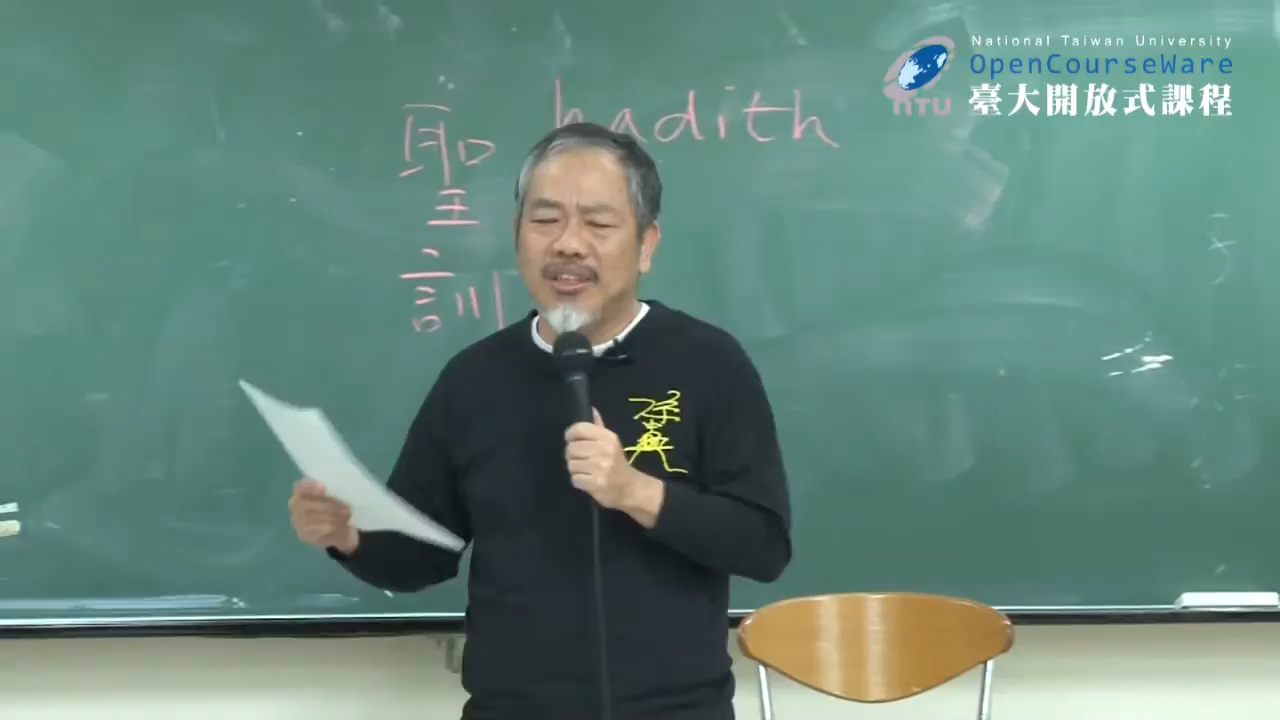 National Taiwan University
OpenCourseWare
NTU
臺大開放式課程
聖訓
hadith